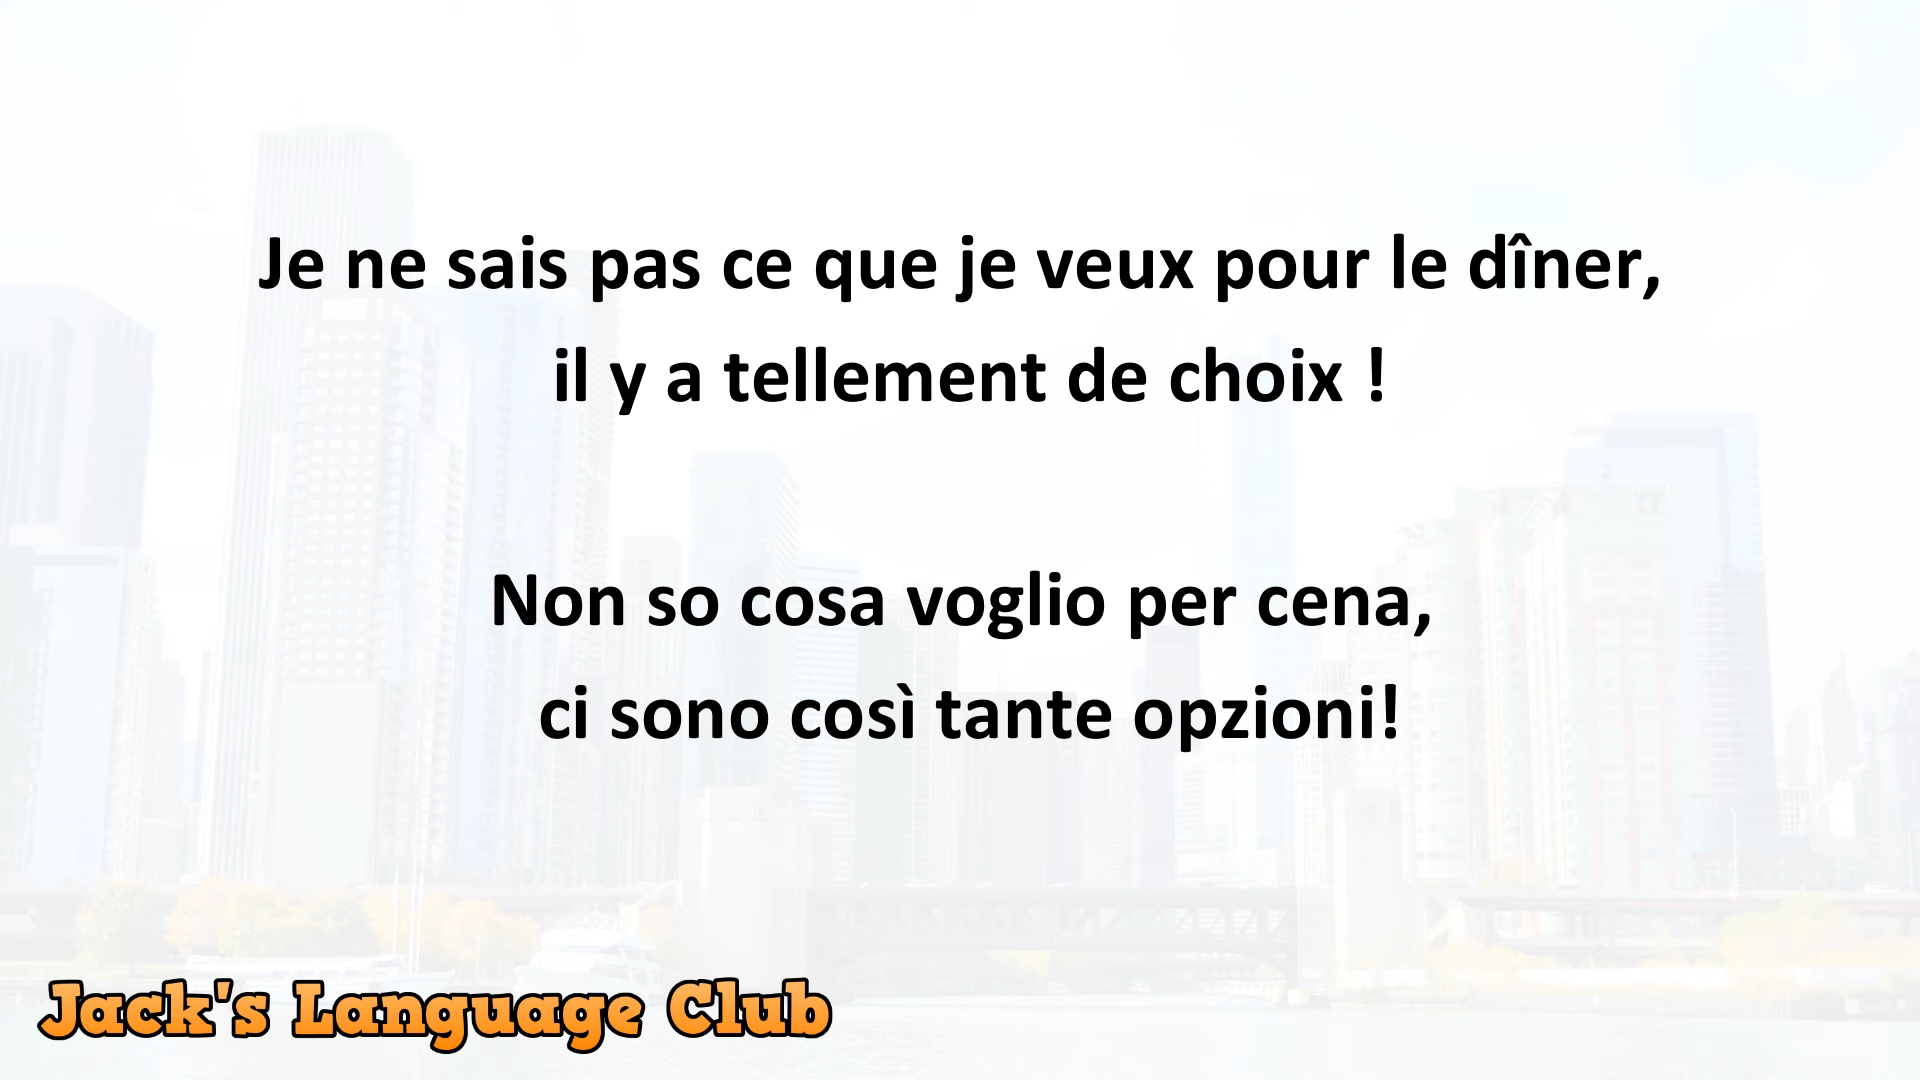 Je ne sais pas ce que je veux pour le dîner,
il y a tellement de choix !
Non so cosa voglio per cena,
ci sono così tante opzioni!
Jack's Language Club